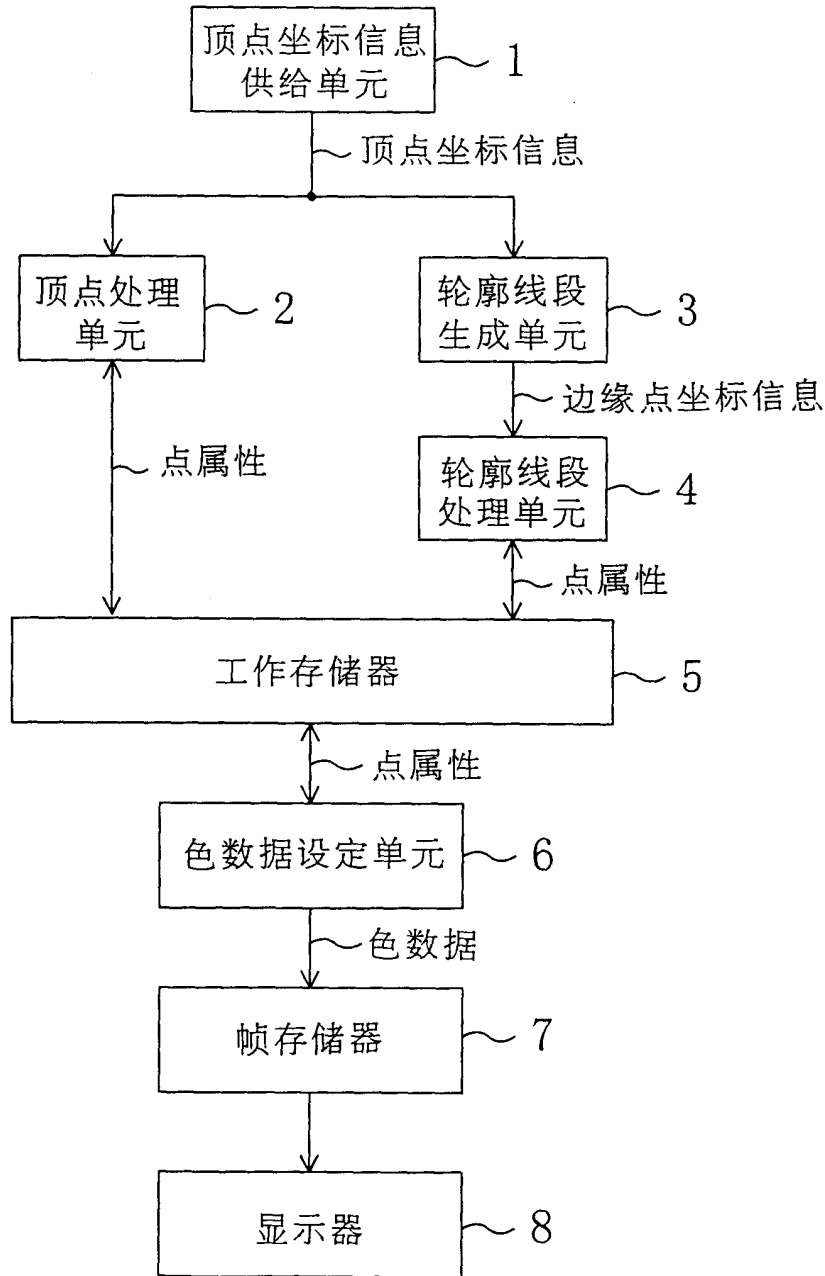 顶点坐标信息
供给单元
1
顶点坐标信息
顶点处理
单元
2
轮廓线段
生成单元
3
边缘点坐标信息
点属性
轮廓线段
处理单元
4
点属性
工作存储器
5
点属性
色数据设定单元
6
色数据
帧存储器
7
显示器
8